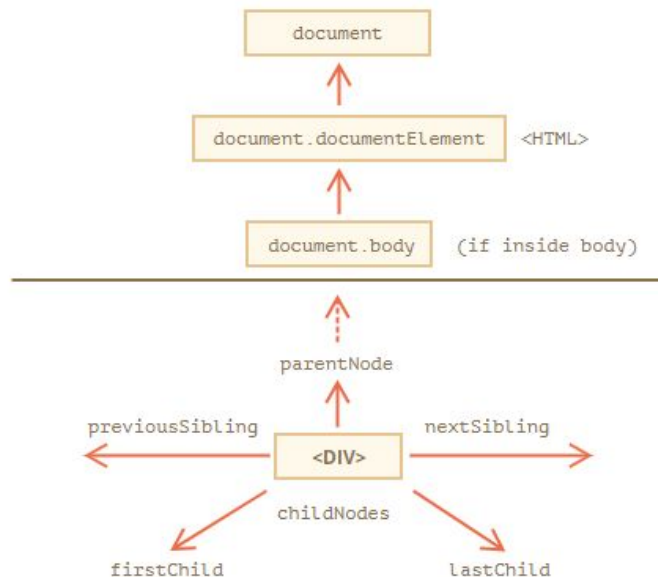 document
document.documentElement <HTML>
document.body (if inside body)
parentNode
previousSibling nextSibling
<DIV>
childNodes
firstChild lastChild